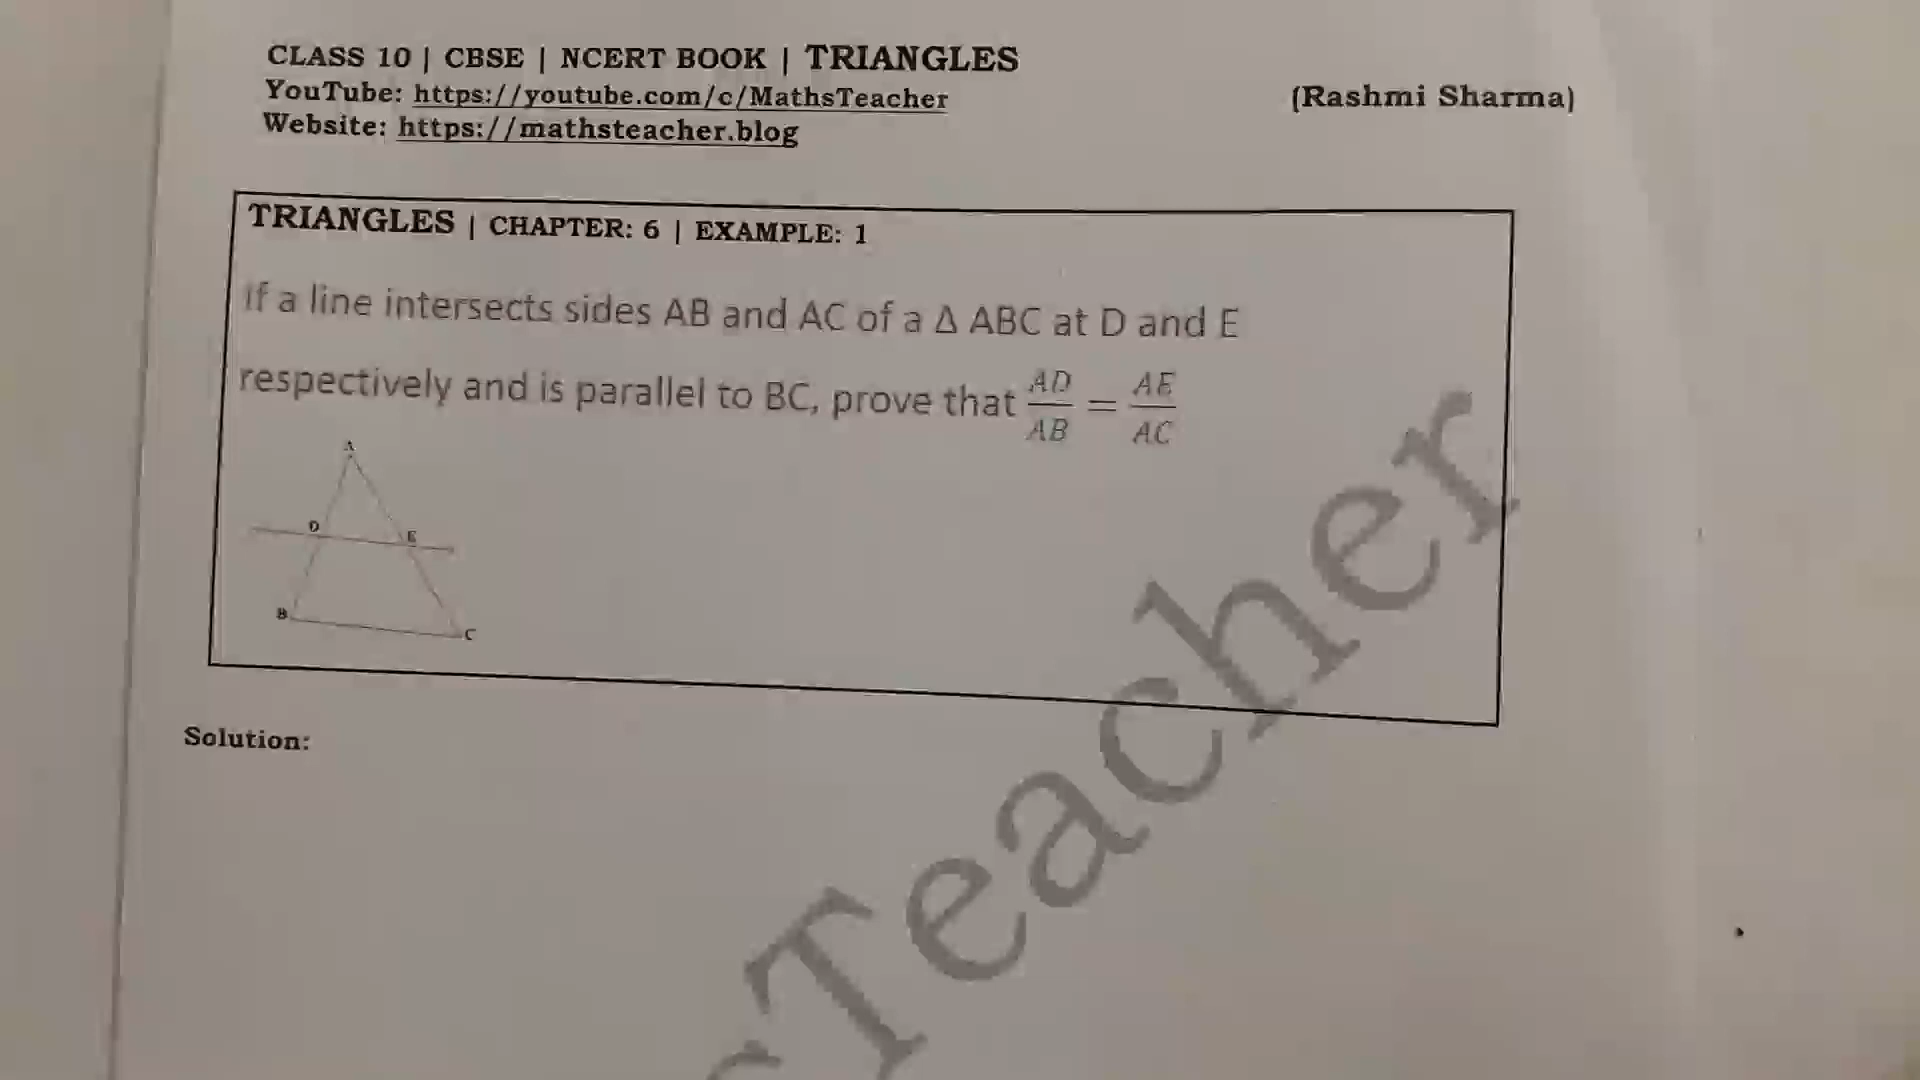 CLASS 10 | CBSE | NCERT BOOK | TRIANGLES
YouTube: https://youtube.com/c/MathsTeacher
(Rashmi Sharma)
Website: https://mathsteacher.blog
TRIANGLES | CHAPTER: 6 | EXAMPLE: 1
If a line intersects sides AB and AC of a Δ ABC at D and E
respectively and is parallel to BC, prove that AD/AB = AE/AC
A
D E
B C
Solution:
Teacher